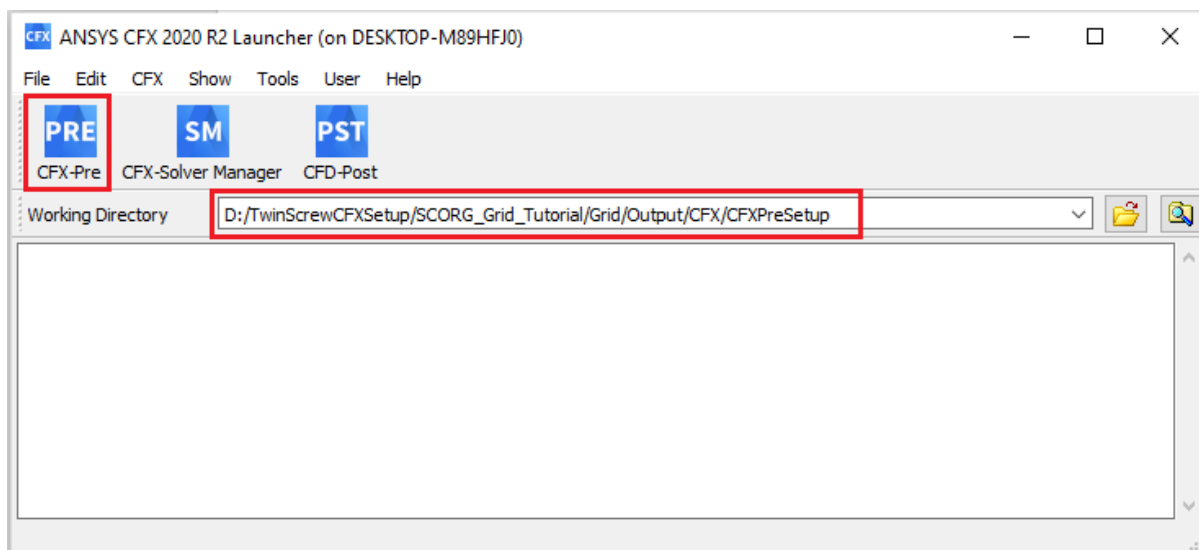 CFX ANSYS CFX 2020 R2 Launcher (on DESKTOP-M89HFJ0)
File Edit CFX Show Tools User Help
PRE SM PST
CFX-Pre CFX-Solver Manager CFD-Post
Working Directory D:/TwinScrewCFXSetup/SCORG_Grid_Tutorial/Grid/Output/CFX/CFXPreSetup